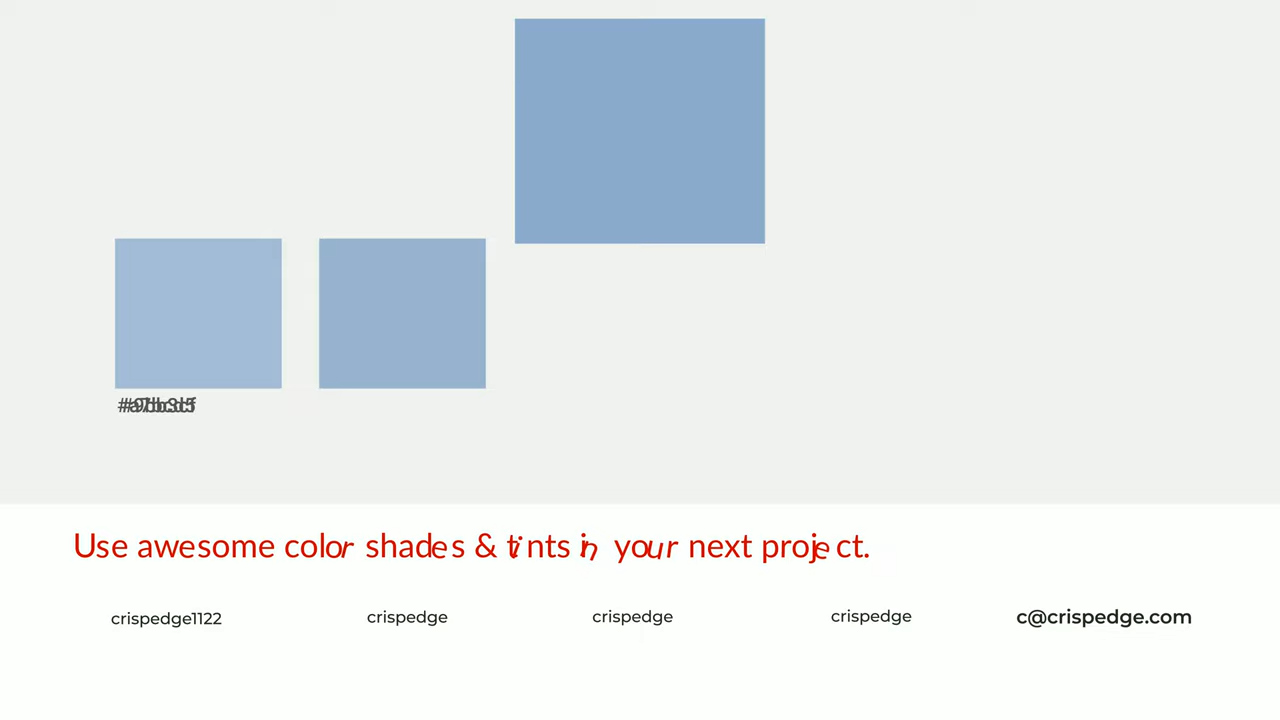 Use awesome color shades & tints in your next project.
crispedge1122 crispedge crispedge crispedge c@crispedge.com